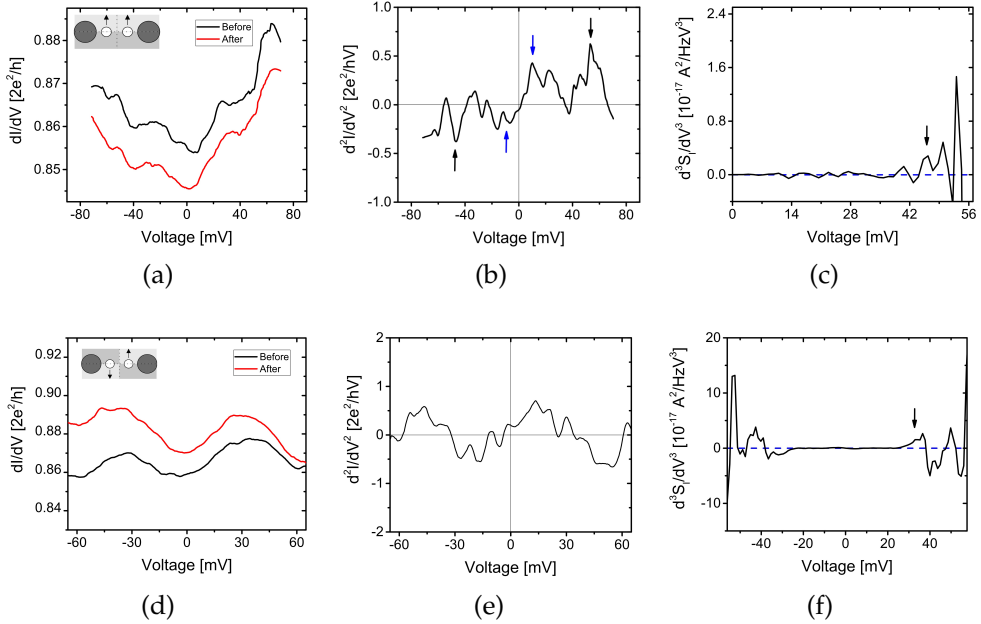 dI/dV [2e²/h]
0.88
0.87
0.86
0.85
-80 -40 0 40 80
Voltage [mV]
Before
After
(a)
d²I/dV² [2e²/hV]
1.0
0.5
0.0
-0.5
-1.0
-80 -40 0 40 80
Voltage [mV]
(b)
d³S_I/dV³ [10⁻¹⁷ A²/HzV³]
2.4
1.6
0.8
0.0
0 14 28 42 56
Voltage [mV]
(c)
dI/dV [2e²/h]
0.92
0.90
0.88
0.86
0.84
-60 -30 0 30 60
Voltage [mV]
Before
After
(d)
d²I/dV² [2e²/hV]
2
1
0
-1
-2
-60 -30 0 30 60
Voltage [mV]
(e)
d³S_I/dV³ [10⁻¹⁷ A²/HzV³]
20
10
0
-10
-40 -20 0 20 40
Voltage [mV]
(f)